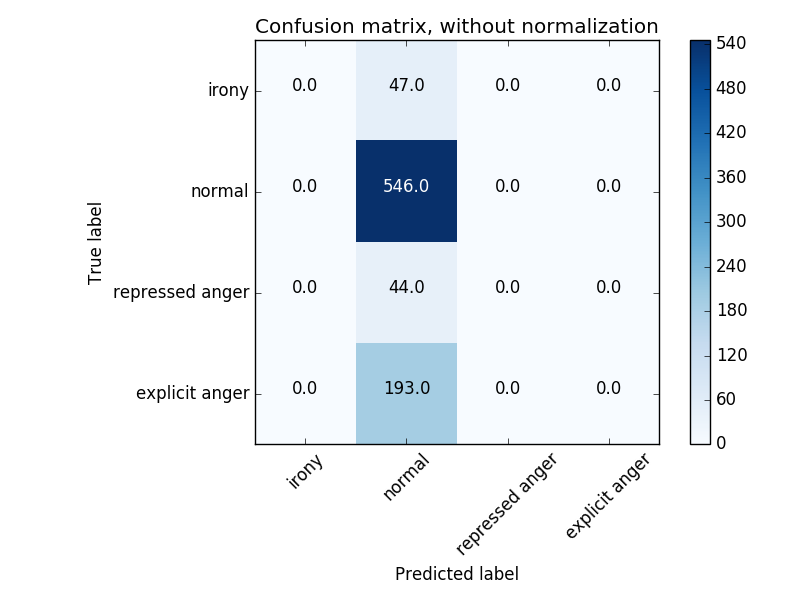 Confusion matrix, without normalization
irony 0.0 47.0 0.0 0.0
normal 0.0 546.0 0.0 0.0
repressed anger 0.0 44.0 0.0 0.0
explicit anger 0.0 193.0 0.0 0.0
True label
irony normal repressed anger explicit anger
Predicted label
540
480
420
360
300
240
180
120
60
0